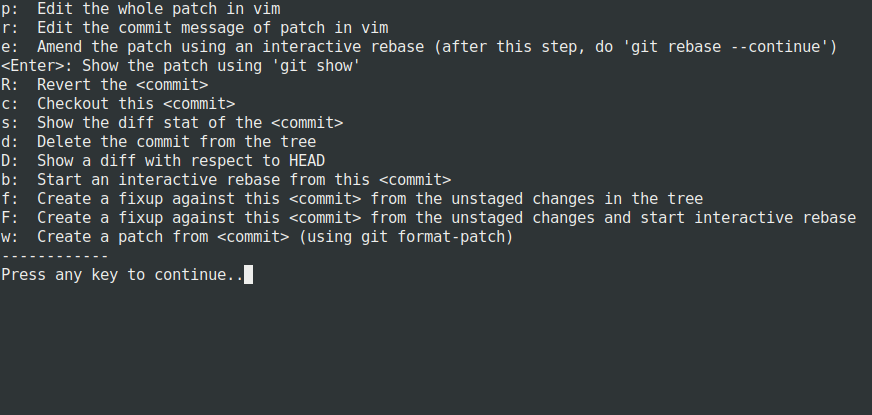 p:  Edit the whole patch in vim
r:  Edit the commit message of patch in vim
e:  Amend the patch using an interactive rebase (after this step, do 'git rebase --continue')
<Enter>: Show the patch using 'git show'
R:  Revert the <commit>
c:  Checkout this <commit>
s:  Show the diff stat of the <commit>
d:  Delete the commit from the tree
D:  Show a diff with respect to HEAD
b:  Start an interactive rebase from this <commit>
f:  Create a fixup against this <commit> from the unstaged changes in the tree
F:  Create a fixup against this <commit> from the unstaged changes and start interactive rebase
w:  Create a patch from <commit> (using git format-patch)
------------
Press any key to continue..